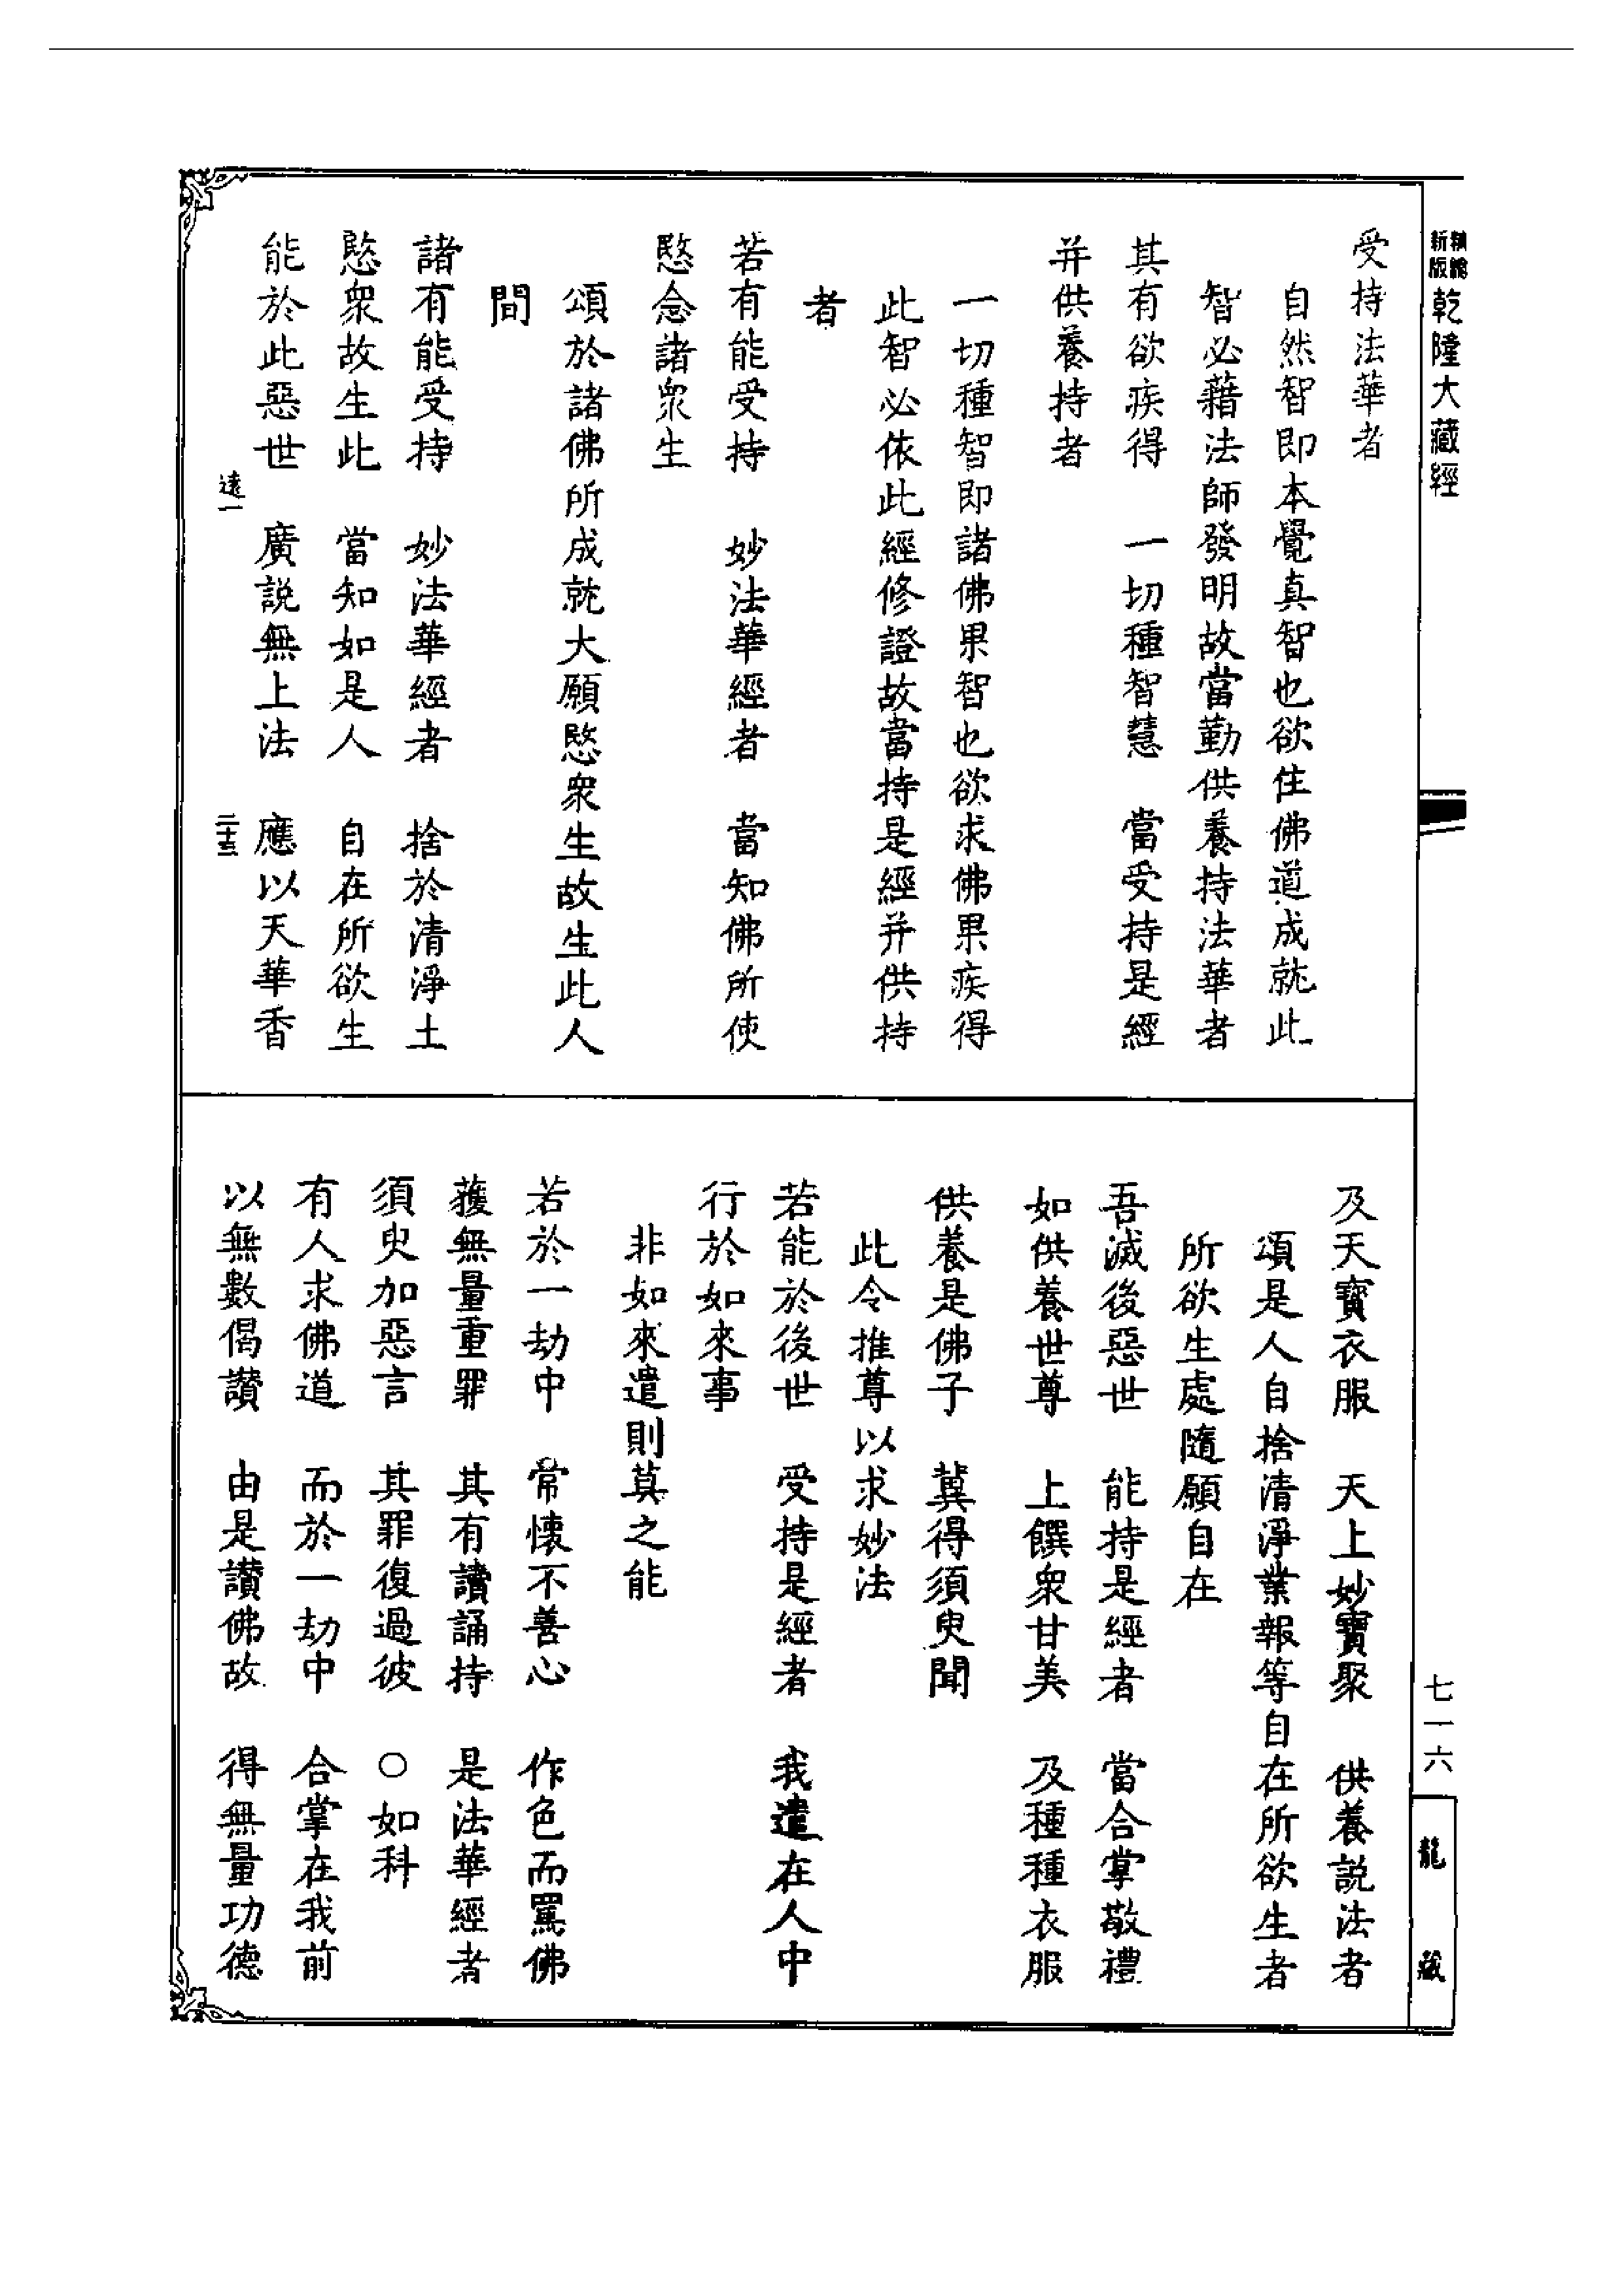 精縮
新版
乾隆大藏經
受持法華者
自然智即本覺真智也欲住佛道成就此
智必藉法師發明故當勤供養持法華者
其有欲疾得　一切種智慧　當受持是經
并供養持者
一切種智即諸佛果智也欲求佛果疾得
此智必依此經修證故當持是經并供持
者
若有能受持　妙法華經者　當知佛所使
愍念諸衆生
頌於諸佛所成就大願愍衆生故生此人
間
諸有能受持　妙法華經者　捨於清淨土
愍衆故生此　當知如是人　自在所欲生
能於此惡世　廣説無上法　應以天華香
遠一
二十五
及天寶衣服　天上妙寶聚　供養説法者
頌是人自捨清淨業報等自在所欲生者
所欲生處隨願自在
吾滅後惡世　能持是經者　當合掌敬禮
如供養世尊　上饌衆甘美　及種種衣服
供養是佛子　冀得須臾聞
此令推尊以求妙法
若能於後世　受持是經者　我遣在人中
行於如來事
非如來遣則莫之能
若於一劫中　常懷不善心　作色而罵佛
獲無量重罪　其有讀誦持　是法華經者
須臾加惡言　其罪復過彼　○如科
有人求佛道　而於一劫中　合掌在我前
以無數偈讃　由是讃佛故　得無量功德
七一六
龍藏